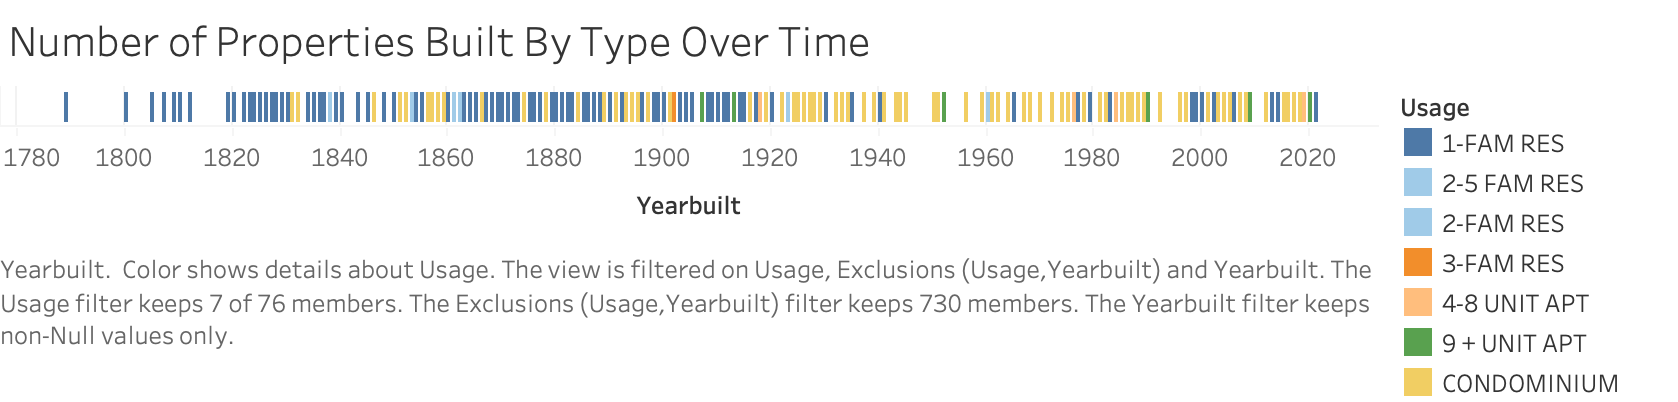 Number of Properties Built By Type Over Time
1780 1800 1820 1840 1860 1880 1900 1920 1940 1960 1980 2000 2020
Yearbuilt
Yearbuilt.  Color shows details about Usage. The view is filtered on Usage, Exclusions (Usage,Yearbuilt) and Yearbuilt. The
Usage filter keeps 7 of 76 members. The Exclusions (Usage,Yearbuilt) filter keeps 730 members. The Yearbuilt filter keeps
non-Null values only.
Usage
1-FAM RES
2-5 FAM RES
2-FAM RES
3-FAM RES
4-8 UNIT APT
9 + UNIT APT
CONDOMINIUM